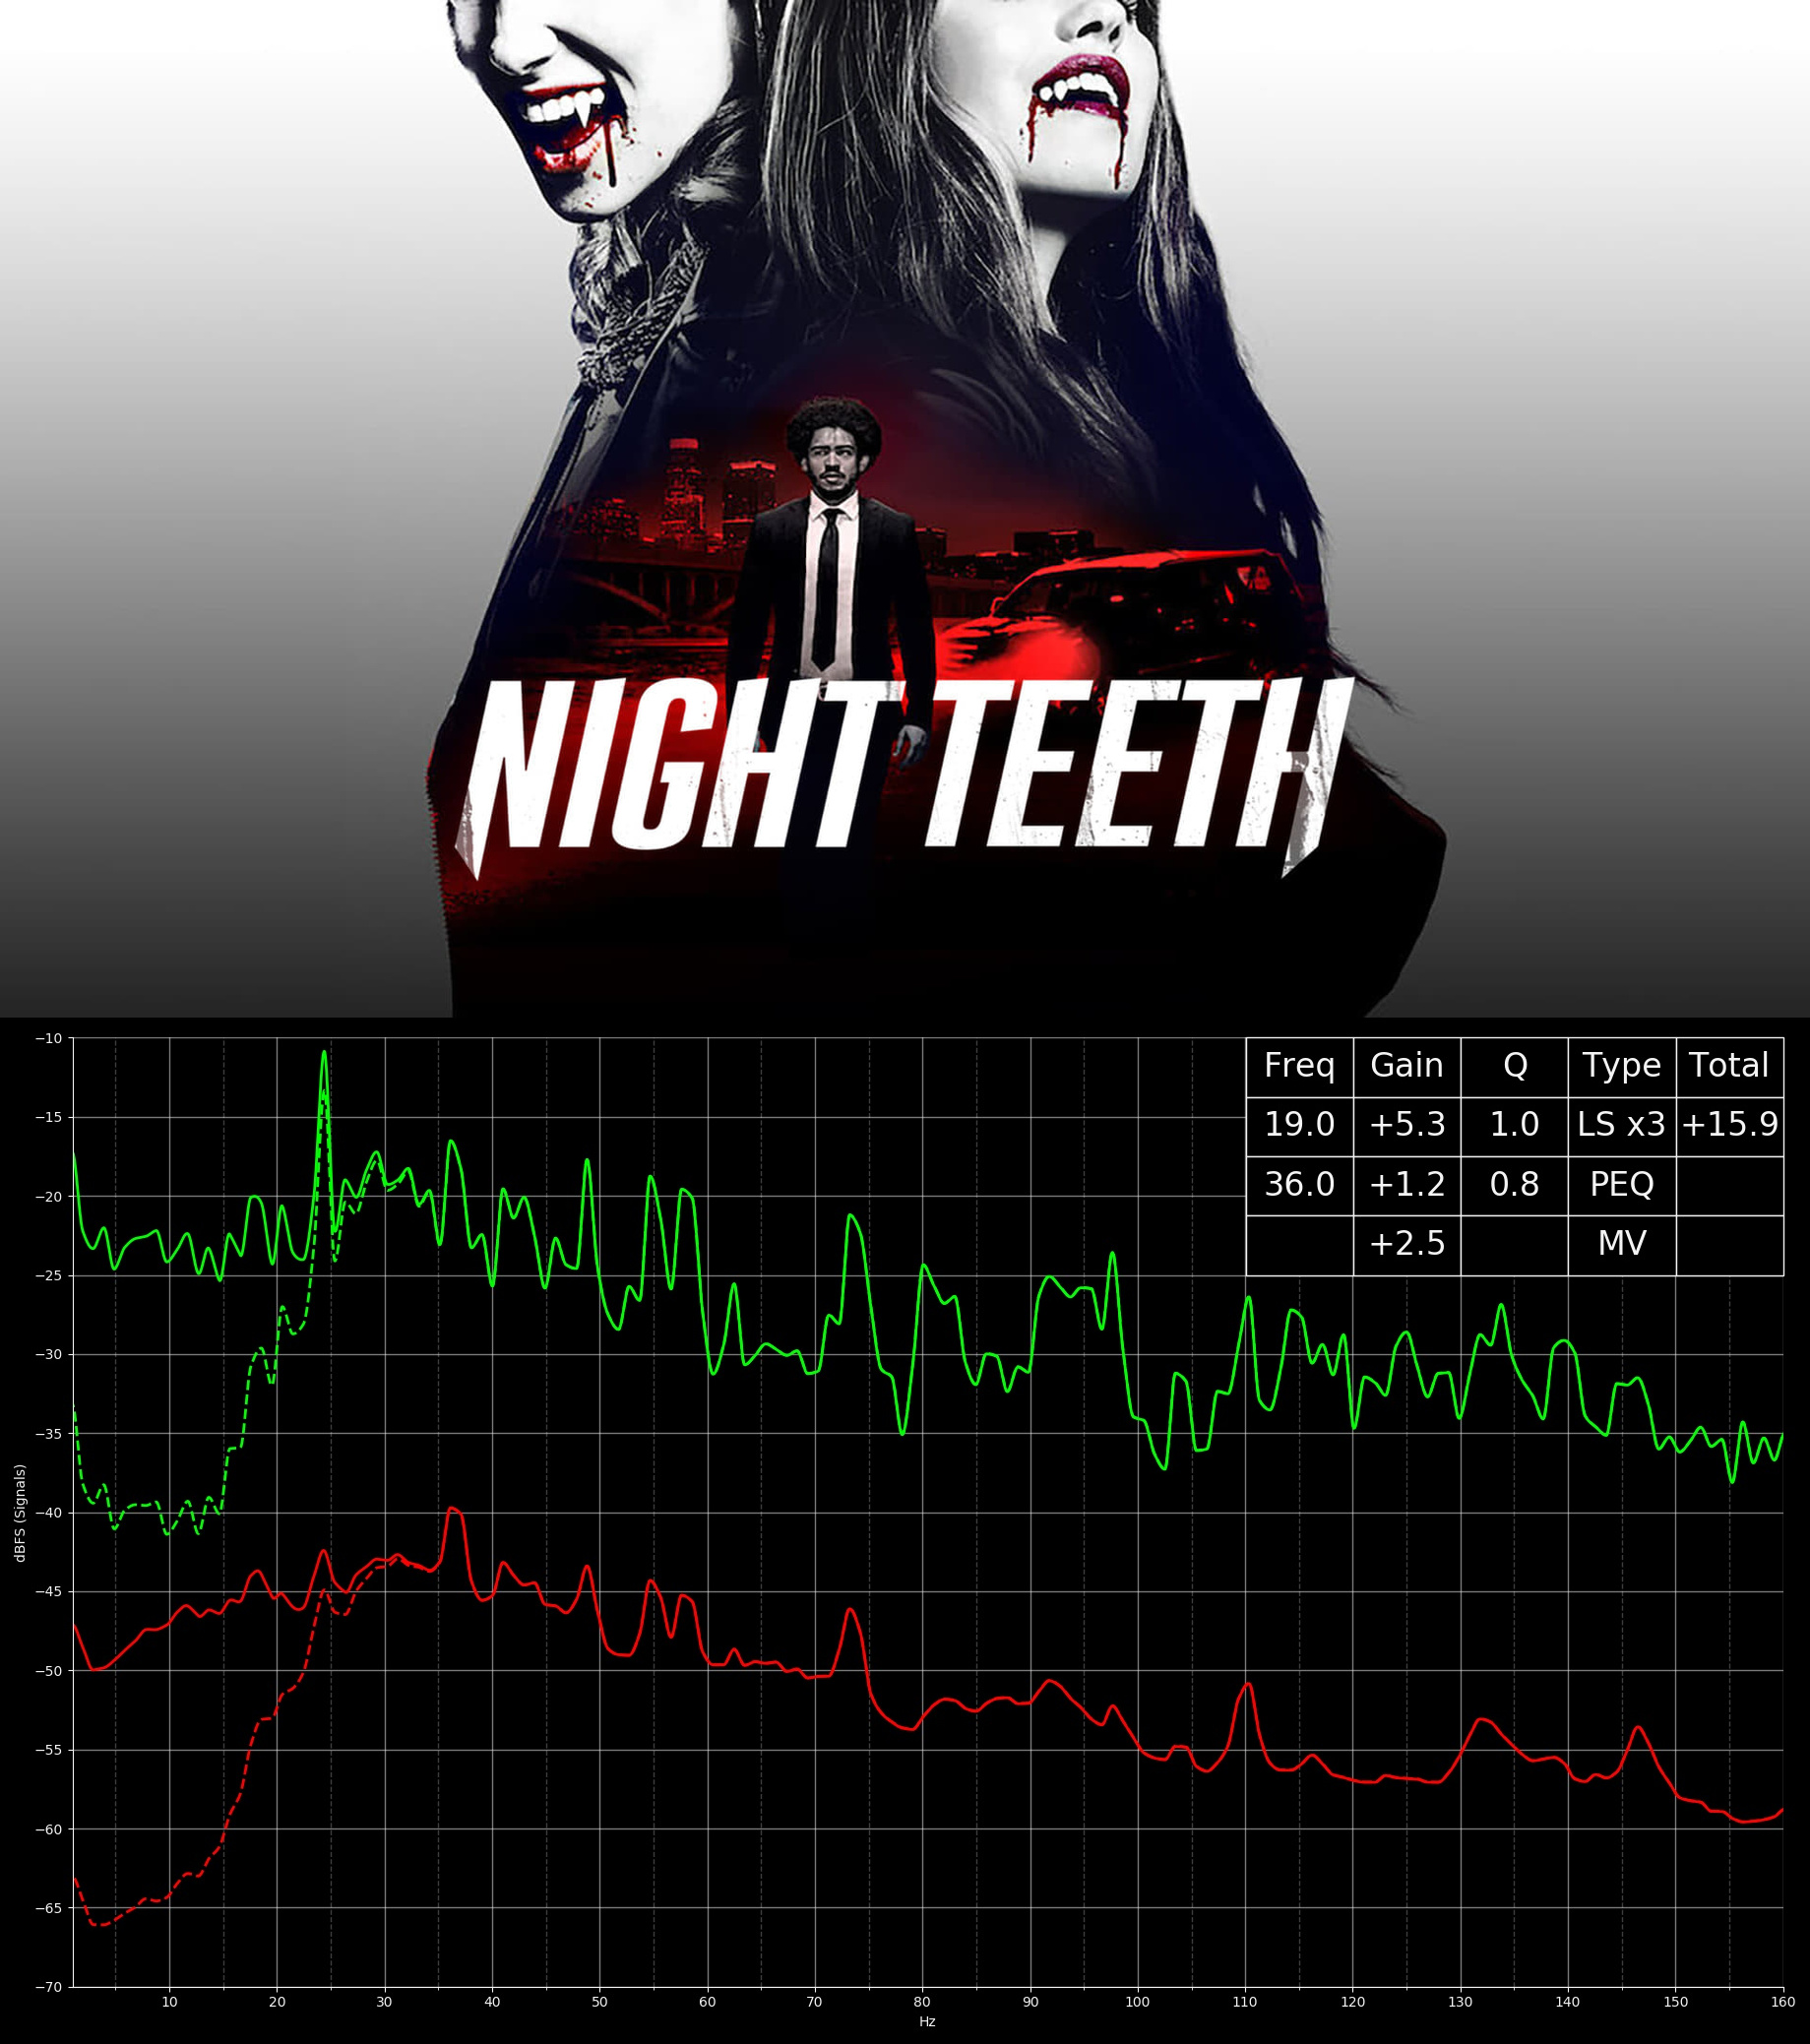 NIGHT TEETH
Freq Gain Q Type Total
19.0 +5.3 1.0 LS x3 +15.9
36.0 +1.2 0.8 PEQ
+2.5 MV
−10
−15
−20
−25
−30
−35
−40
−45
−50
−55
−60
−65
−70
dBFS (Signals)
10 20 30 40 50 60 70 80 90 100 110 120 130 140 150 160
Hz